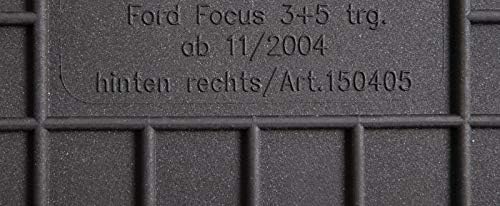 Ford Focus 3+5 trg.
ab 11/2004
hinten rechts/Art.150405